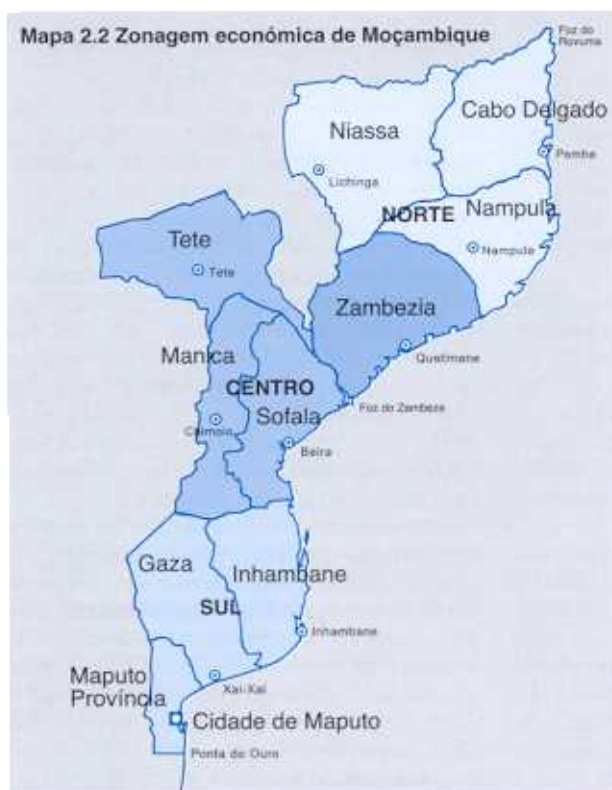 Mapa 2.2 Zonagem económica de Moçambique
Foz do
Rovuma
Cabo Delgado
Niassa
Pemba
Lichinga
NORTE
Nampula
Tete
Nampula
Tete
Zambezia
Manica
Quelimane
CENTRO
Sofala
Foz do Zambeze
Chimoio
Beira
Gaza
Inhambane
SUL
Inhambane
Maputo
Província
Xai-Xai
Cidade de Maputo
Ponta do Ouro